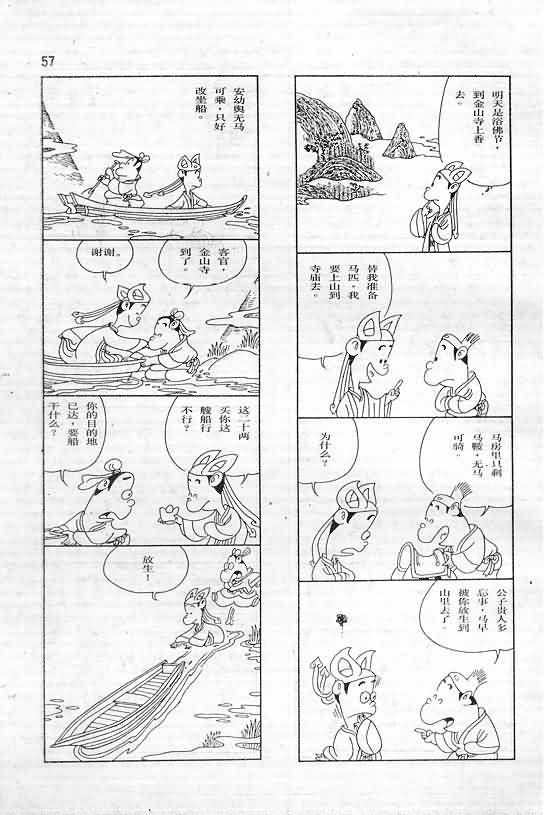 57
明天是浴佛节，
到金山寺上香
去。
替我准备
马匹，我
要上山到
寺庙去。
马房里只剩
马鞍，无马
可骑。
为什么？
公子贵人多
忘事，马早
被你放生到
山里去了。
安幼舆无马
可乘，只好
改坐船。
客官，
金山寺
到了。
谢谢。
这二十两
买你这
艘船行
不行？
你的目的地
已达，要船
干什么？
放生！